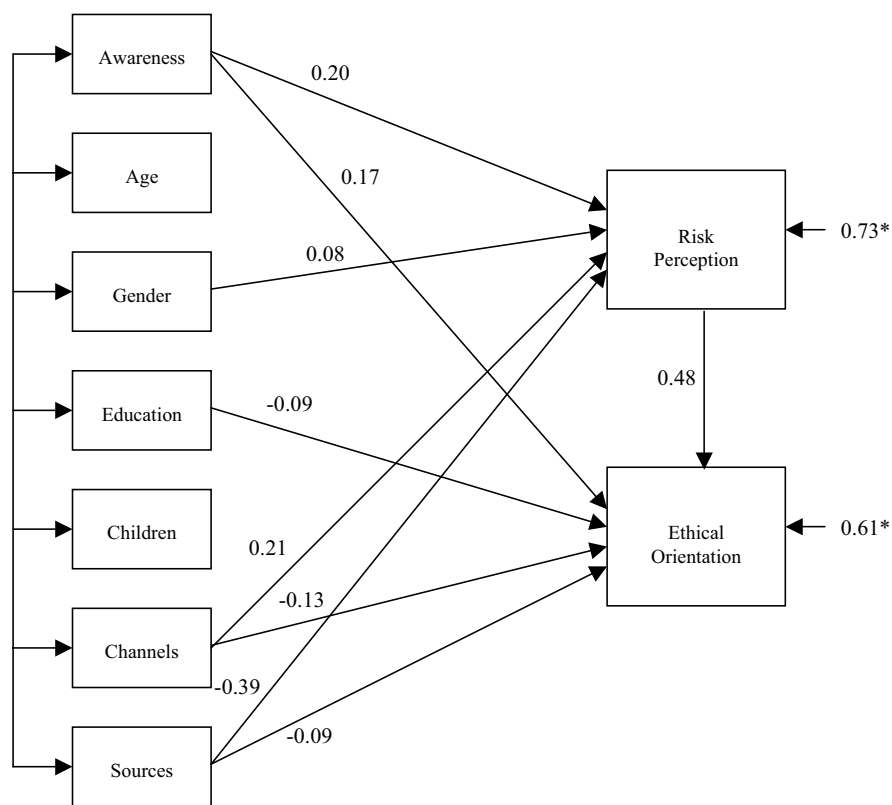 Awareness
0.20
Age
0.17
Risk
Perception
0.73*
Gender
0.08
Education
-0.09
0.48
Children
0.21
Ethical
Orientation
0.61*
Channels
-0.13
Sources
-0.39
-0.09